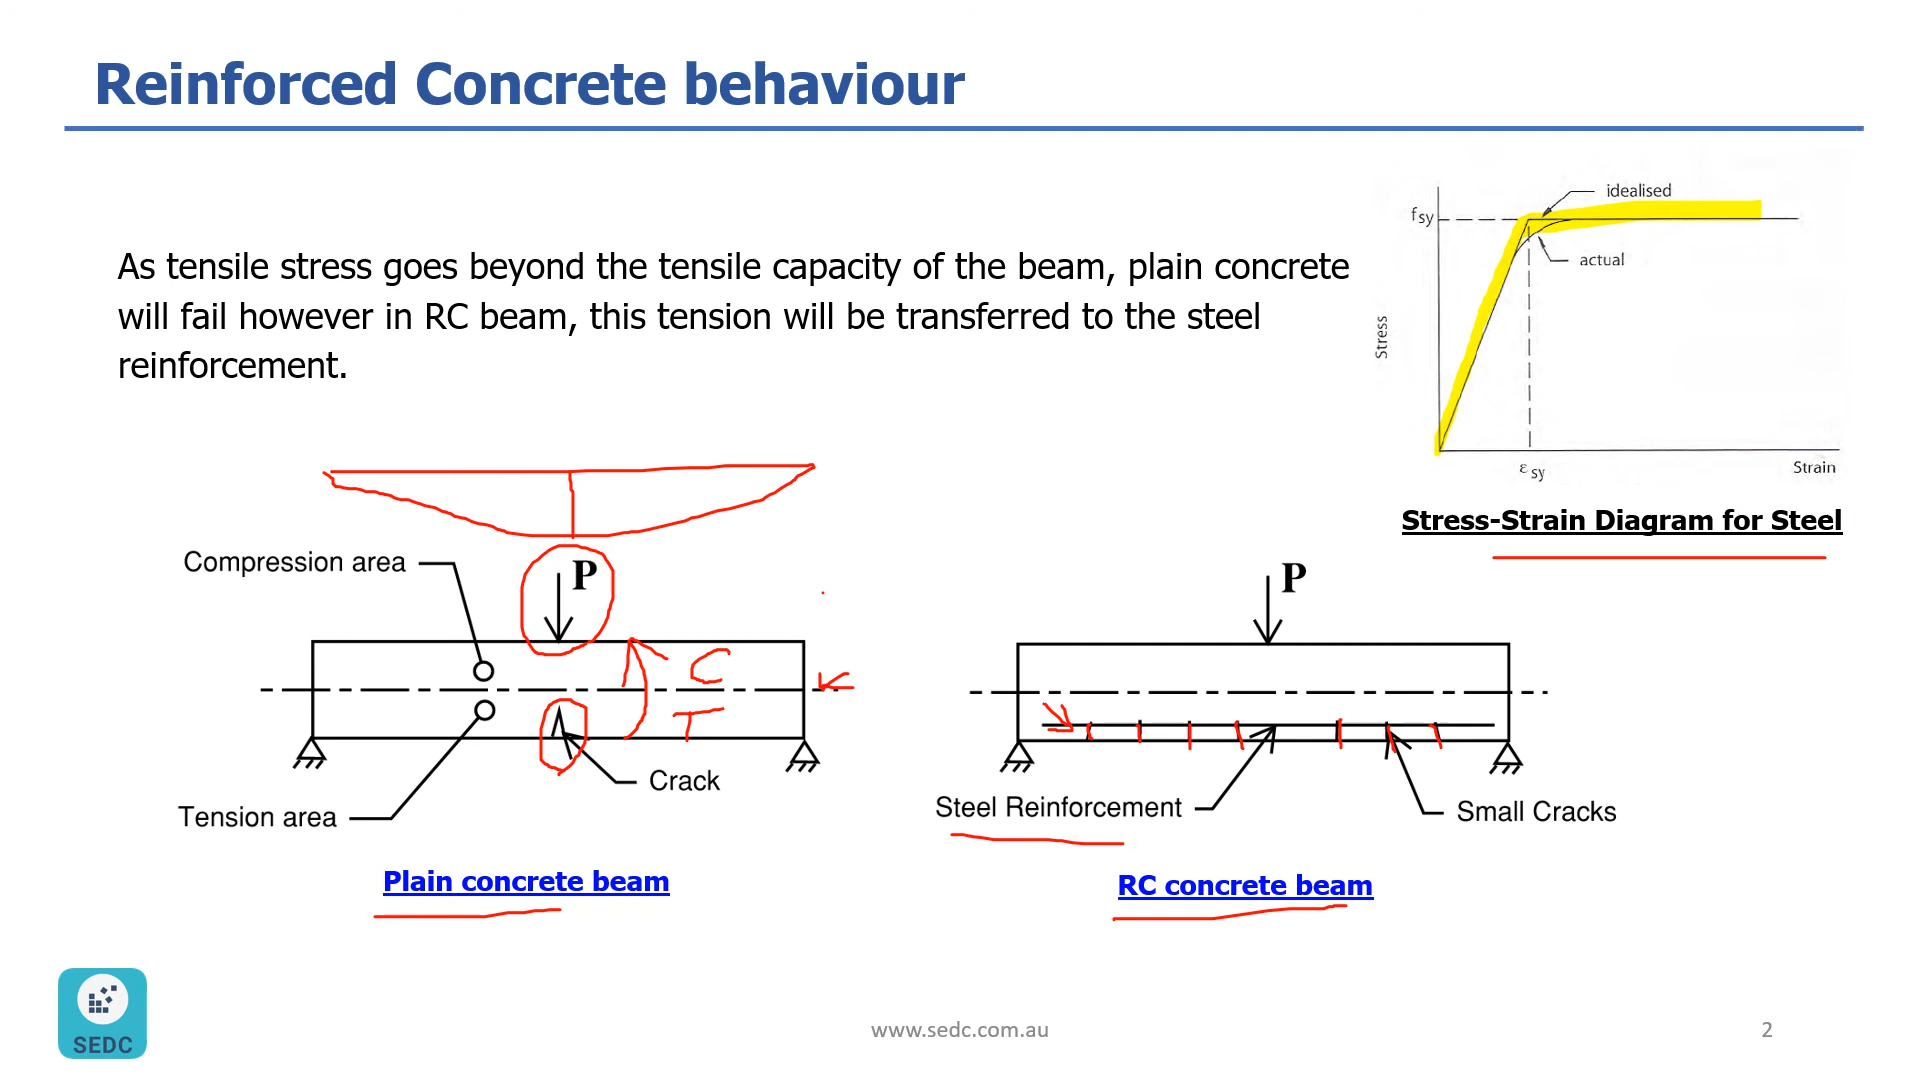 Reinforced Concrete behaviour
As tensile stress goes beyond the tensile capacity of the beam, plain concrete
will fail however in RC beam, this tension will be transferred to the steel
reinforcement.
idealised
fsy
actual
Stress
Strain
εsy
Stress-Strain Diagram for Steel
Compression area
P
C
T
Crack
Tension area
Plain concrete beam
P
Steel Reinforcement
Small Cracks
RC concrete beam
SEDC
www.sedc.com.au
2